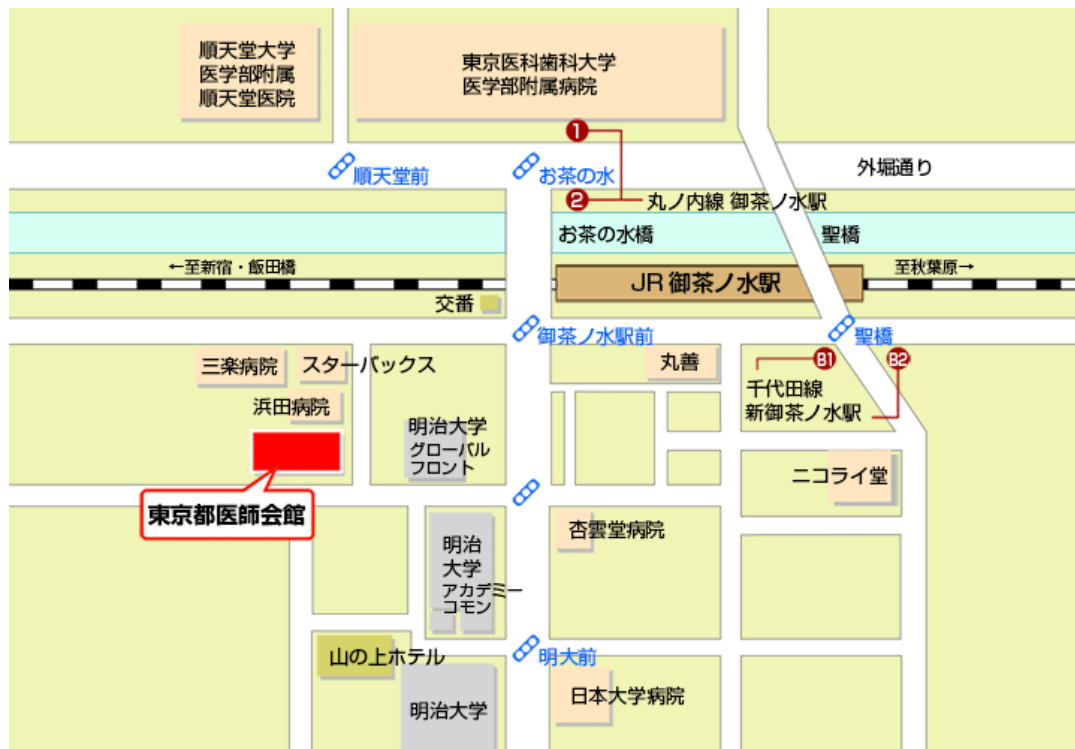 順天堂大学
医学部附属
順天堂医院
東京医科歯科大学
医学部附属病院
1
順天堂前
お茶の水
外堀通り
2
丸ノ内線 御茶ノ水駅
お茶の水橋
聖橋
←至新宿・飯田橋
JR 御茶ノ水駅
至秋葉原→
交番
御茶ノ水駅前
聖橋
三楽病院
スターバックス
丸善
B1
B2
千代田線
新御茶ノ水駅
浜田病院
明治大学
グローバル
フロント
ニコライ堂
東京都医師会館
杏雲堂病院
明治
大学
アカデミー
コモン
山の上ホテル
明大前
明治大学
日本大学病院